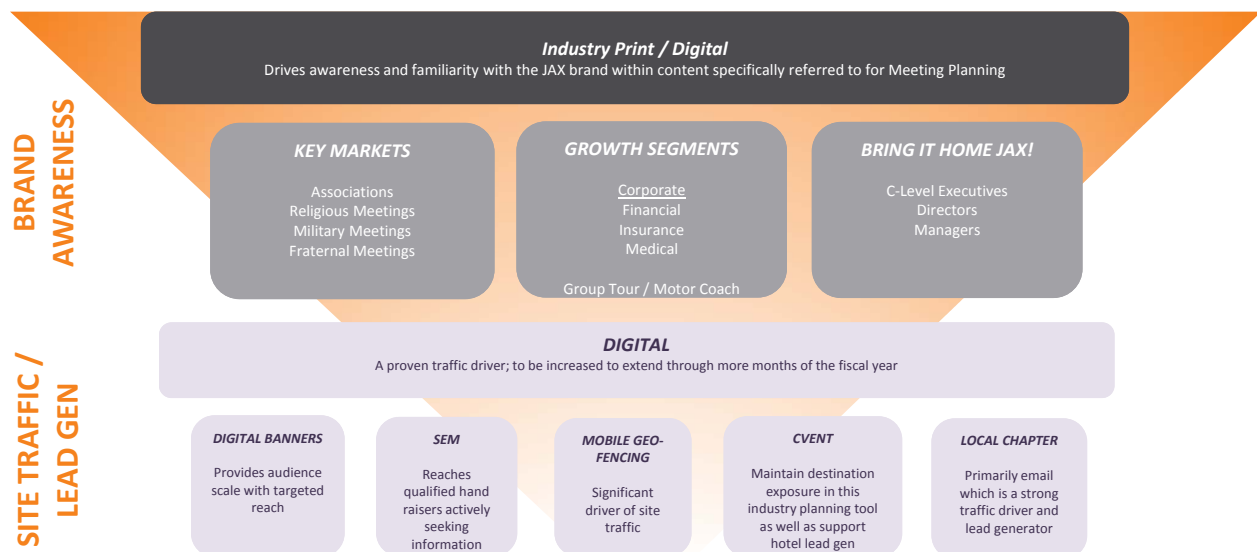 Industry Print / Digital
Drives awareness and familiarity with the JAX brand within content specifically referred to for Meeting Planning
BRAND
AWARENESS
KEY MARKETS
Associations
Religious Meetings
Military Meetings
Fraternal Meetings
GROWTH SEGMENTS
Corporate
Financial
Insurance
Medical
Group Tour / Motor Coach
BRING IT HOME JAX!
C-Level Executives
Directors
Managers
SITE TRAFFIC /
LEAD GEN
DIGITAL
A proven traffic driver; to be increased to extend through more months of the fiscal year
DIGITAL BANNERS
Provides audience
scale with targeted
reach
SEM
Reaches
qualified hand
raisers actively
seeking
information
MOBILE GEO-
FENCING
Significant
driver of site
traffic
CVENT
Maintain destination
exposure in this
industry planning tool
as well as support
hotel lead gen
LOCAL CHAPTER
Primarily email
which is a strong
traffic driver and
lead generator